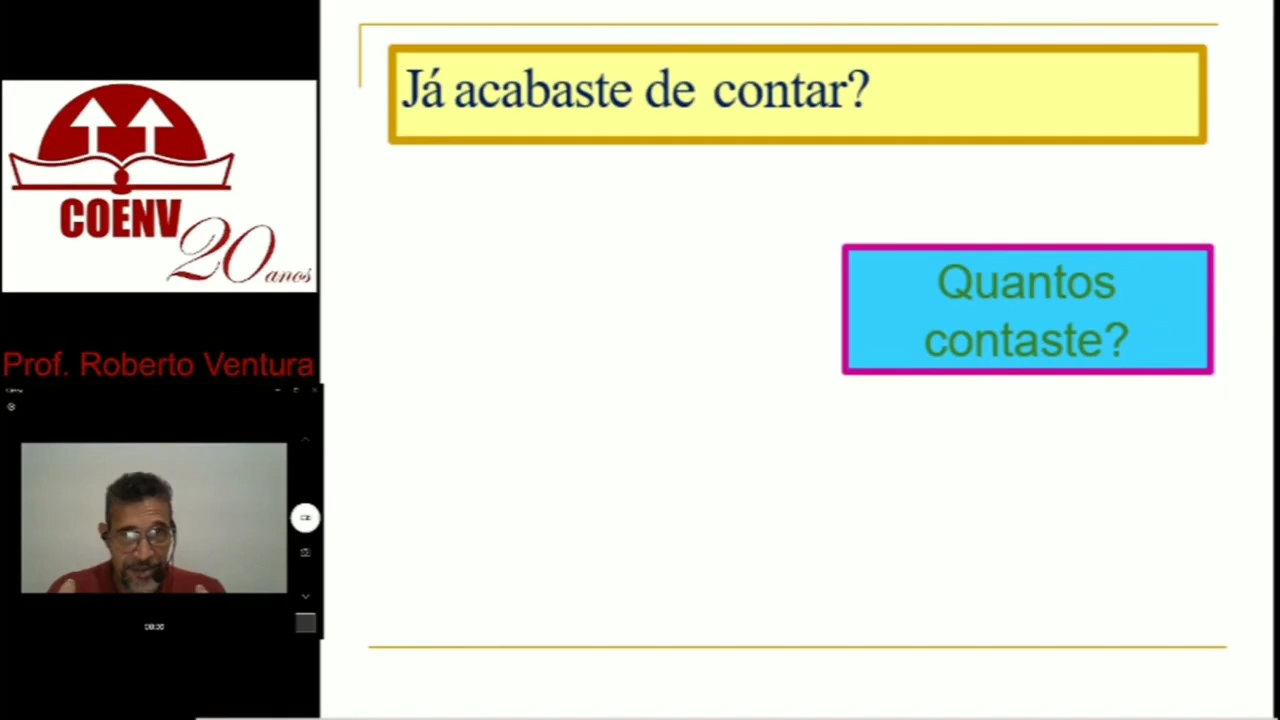 Já acabaste de contar?
COENV
20 anos
Quantos
contaste?
Prof. Roberto Ventura